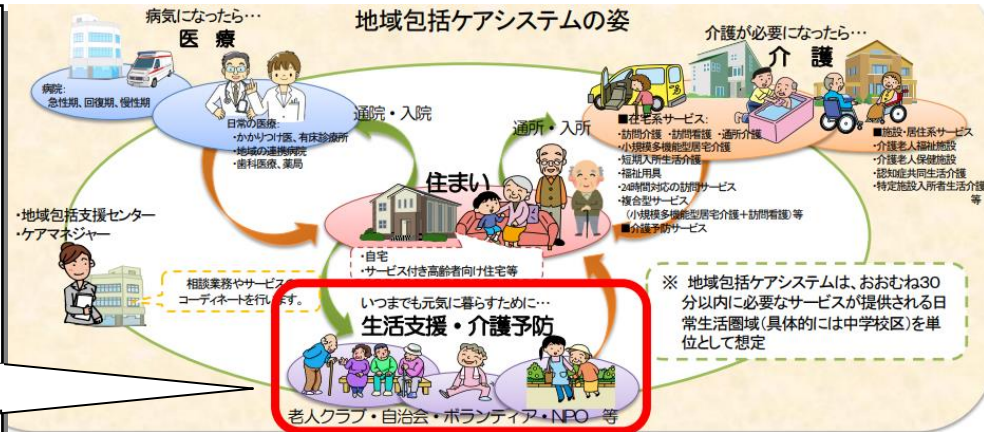 地域包括ケアシステムの姿
病気になったら…
医 療
病院:
急性期、回復期、慢性期
日常の医療:
・かかりつけ医、有床診療所
・地域の連携病院
・歯科医療、薬局
通院・入院
通所・入所
介護が必要になったら…
介 護
■在宅系サービス:
・訪問介護 ・訪問看護 ・通所介護
・小規模多機能型居宅介護
・短期入所生活介護
・福祉用具
・24時間対応の訪問サービス
・複合型サービス
(小規模多機能型居宅介護+訪問看護)等
■介護予防サービス
■施設・居住系サービス
・介護老人福祉施設
・介護老人保健施設
・認知症共同生活介護
・特定施設入所者生活介護
等
住まい
・自宅
・サービス付き高齢者向け住宅等
・地域包括支援センター
・ケアマネジャー
相談業務やサービスの
コーディネートを行います。
いつまでも元気に暮らすために…
生活支援・介護予防
老人クラブ・自治会・ボランティア・NPO 等
※ 地域包括ケアシステムは、おおむね30
分以内に必要なサービスが提供される日
常生活圏域(具体的には中学校区)を単
位として想定